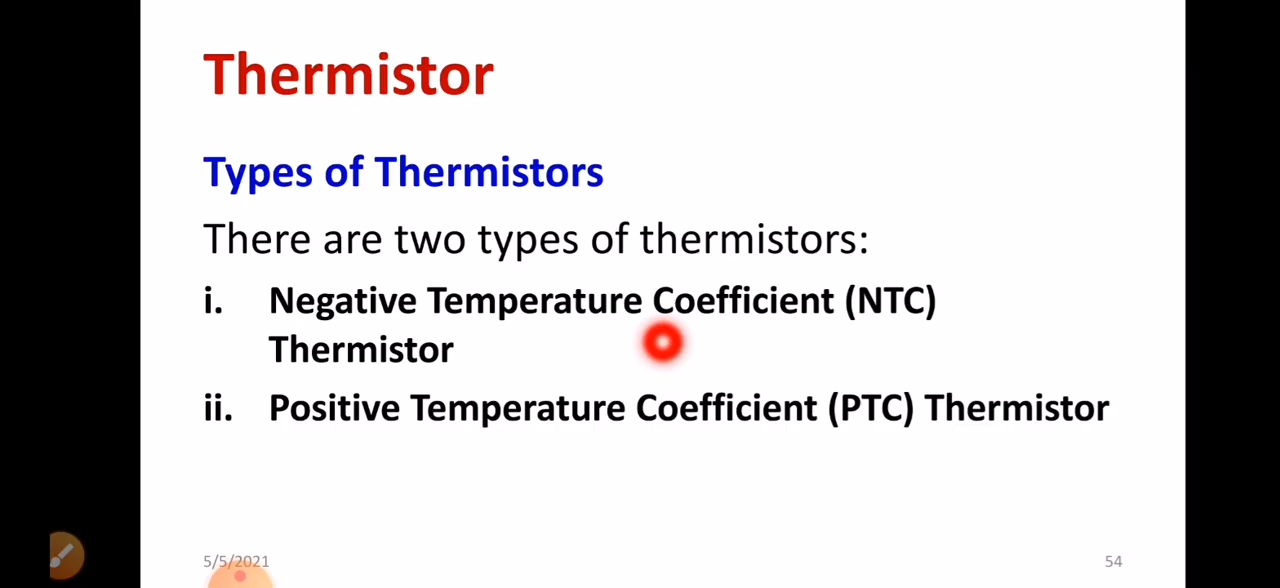 Thermistor
Types of Thermistors
There are two types of thermistors:
i. Negative Temperature Coefficient (NTC)
Thermistor
ii. Positive Temperature Coefficient (PTC) Thermistor
5/5/2021
54